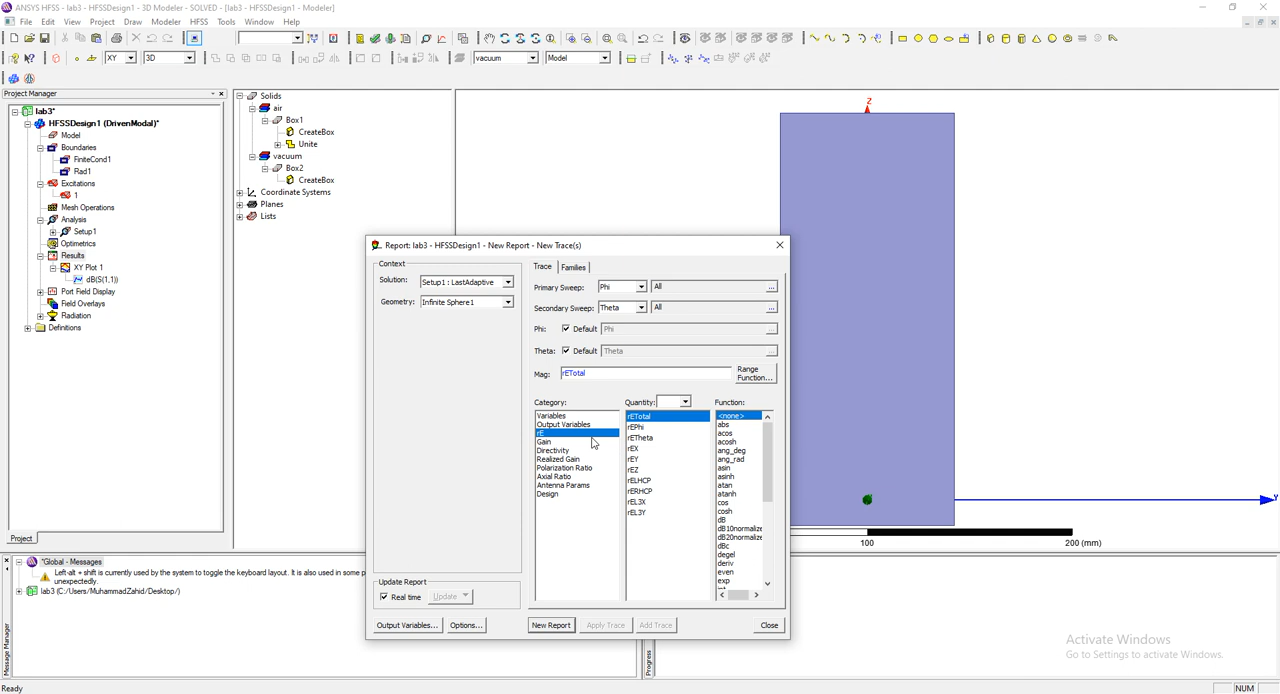 ANSYS HFSS - lab3 - HFSSDesign1 - 3D Modeler - SOLVED - [lab3 - HFSSDesign1 - Modeler]
File Edit View Project Draw Modeler HFSS Tools Window Help
XY 3D vacuum Model
Project Manager
lab3*
HFSSDesign1 (DrivenModal)*
Model
Boundaries
FiniteCond1
Rad1
Excitations
1
Mesh Operations
Analysis
Setup1
Optimetrics
Results
XY Plot 1
dB(S(1,1))
Port Field Display
Field Overlays
Radiation
Definitions
Project
Solids
air
Box1
CreateBox
Unite
vacuum
Box2
CreateBox
Coordinate Systems
Planes
Lists
Z
Y
100
200 (mm)
Report: lab3 - HFSSDesign1 - New Report - New Trace(s)
Context
Solution: Setup1 : LastAdaptive
Geometry: Infinite Sphere1
Update Report
Real time Update
Output Variables... Options...
Trace Families
Primary Sweep: Phi All ...
Secondary Sweep: Theta All ...
Phi: Default Phi ...
Theta: Default Theta ...
Mag: rETotal Range Function...
Category:
Variables
Output Variables
rE
Gain
Directivity
Realized Gain
Polarization Ratio
Axial Ratio
Antenna Params
Design
Quantity:
rETotal
rEPhi
rETheta
rEX
rEY
rEZ
rELHCP
rERHCP
rEL3X
rEL3Y
Function:
<none>
abs
acos
acosh
ang_deg
ang_rad
asin
asinh
atan
atanh
cos
cosh
dB
dB10normalize
dB20normalize
dBc
degel
deriv
even
exp
New Report Apply Trace Add Trace Close
*Global - Messages
Left-alt + shift is currently used by the system to toggle the keyboard layout. It is also used in some p
unexpectedly.
lab3 (C:/Users/MuhammadZahid/Desktop/)
Message Manager
Progress
Activate Windows
Go to Settings to activate Windows.
Ready
NUM